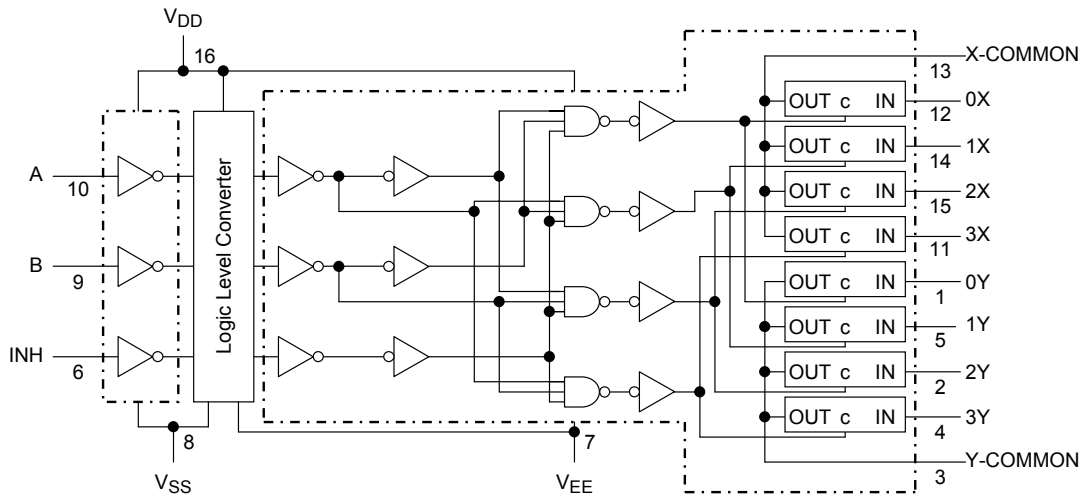 VDD
16
X-COMMON
13
OUT c IN
0X
12
OUT c IN
1X
14
A
10
OUT c IN
2X
15
OUT c IN
3X
11
Logic Level Converter
B
9
OUT c IN
0Y
1
OUT c IN
1Y
5
INH
6
OUT c IN
2Y
2
OUT c IN
3Y
4
8
7
VSS
VEE
Y-COMMON
3